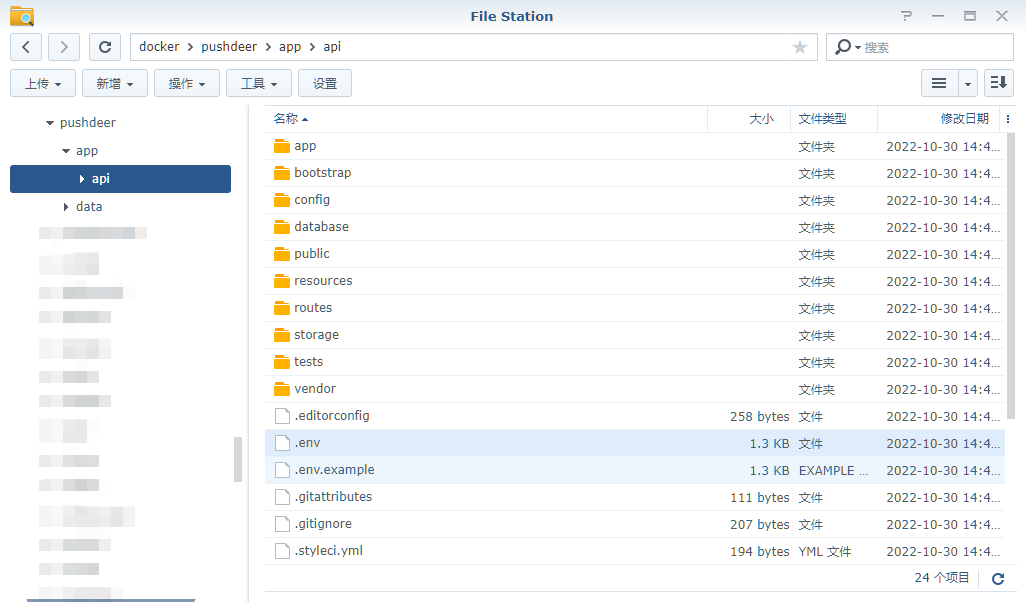 File Station
docker > pushdeer > app > api
搜索
上传 新增 操作 工具 设置
pushdeer
app
api
data
名称 大小 文件类型 修改日期
app 文件夹 2022-10-30 14:4...
bootstrap 文件夹 2022-10-30 14:4...
config 文件夹 2022-10-30 14:4...
database 文件夹 2022-10-30 14:4...
public 文件夹 2022-10-30 14:4...
resources 文件夹 2022-10-30 14:4...
routes 文件夹 2022-10-30 14:4...
storage 文件夹 2022-10-30 14:4...
tests 文件夹 2022-10-30 14:4...
vendor 文件夹 2022-10-30 14:4...
.editorconfig 258 bytes 文件 2022-10-30 14:4...
.env 1.3 KB 文件 2022-10-30 14:4...
.env.example 1.3 KB EXAMPLE ... 2022-10-30 14:4...
.gitattributes 111 bytes 文件 2022-10-30 14:4...
.gitignore 207 bytes 文件 2022-10-30 14:4...
.styleci.yml 194 bytes YML 文件 2022-10-30 14:4...
24 个项目